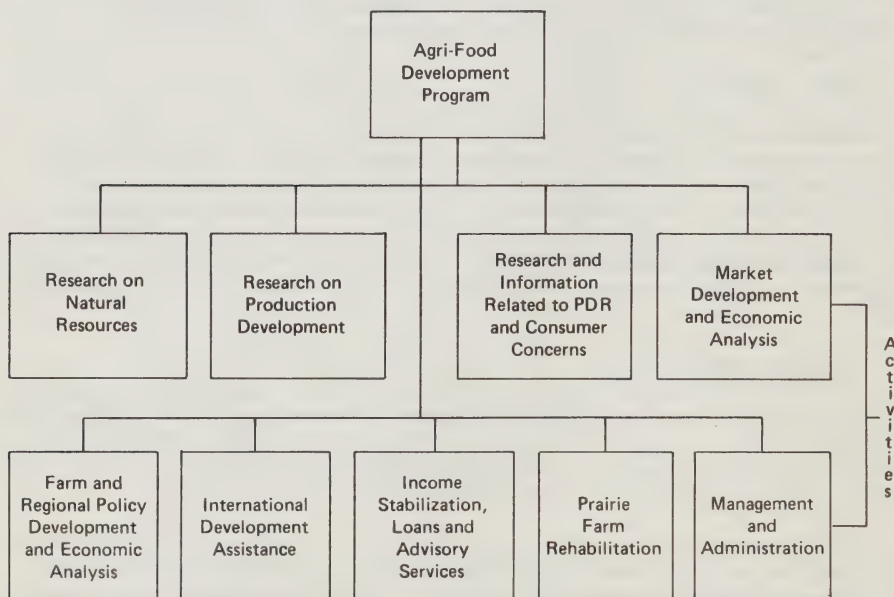 Agri-Food
Development
Program
Research on
Natural
Resources
Research on
Production
Development
Research and
Information
Related to PDR
and Consumer
Concerns
Market
Development
and Economic
Analysis
Activities
Farm and
Regional Policy
Development
and Economic
Analysis
International
Development
Assistance
Income
Stabilization,
Loans and
Advisory
Services
Prairie
Farm
Rehabilitation
Management
and
Administration